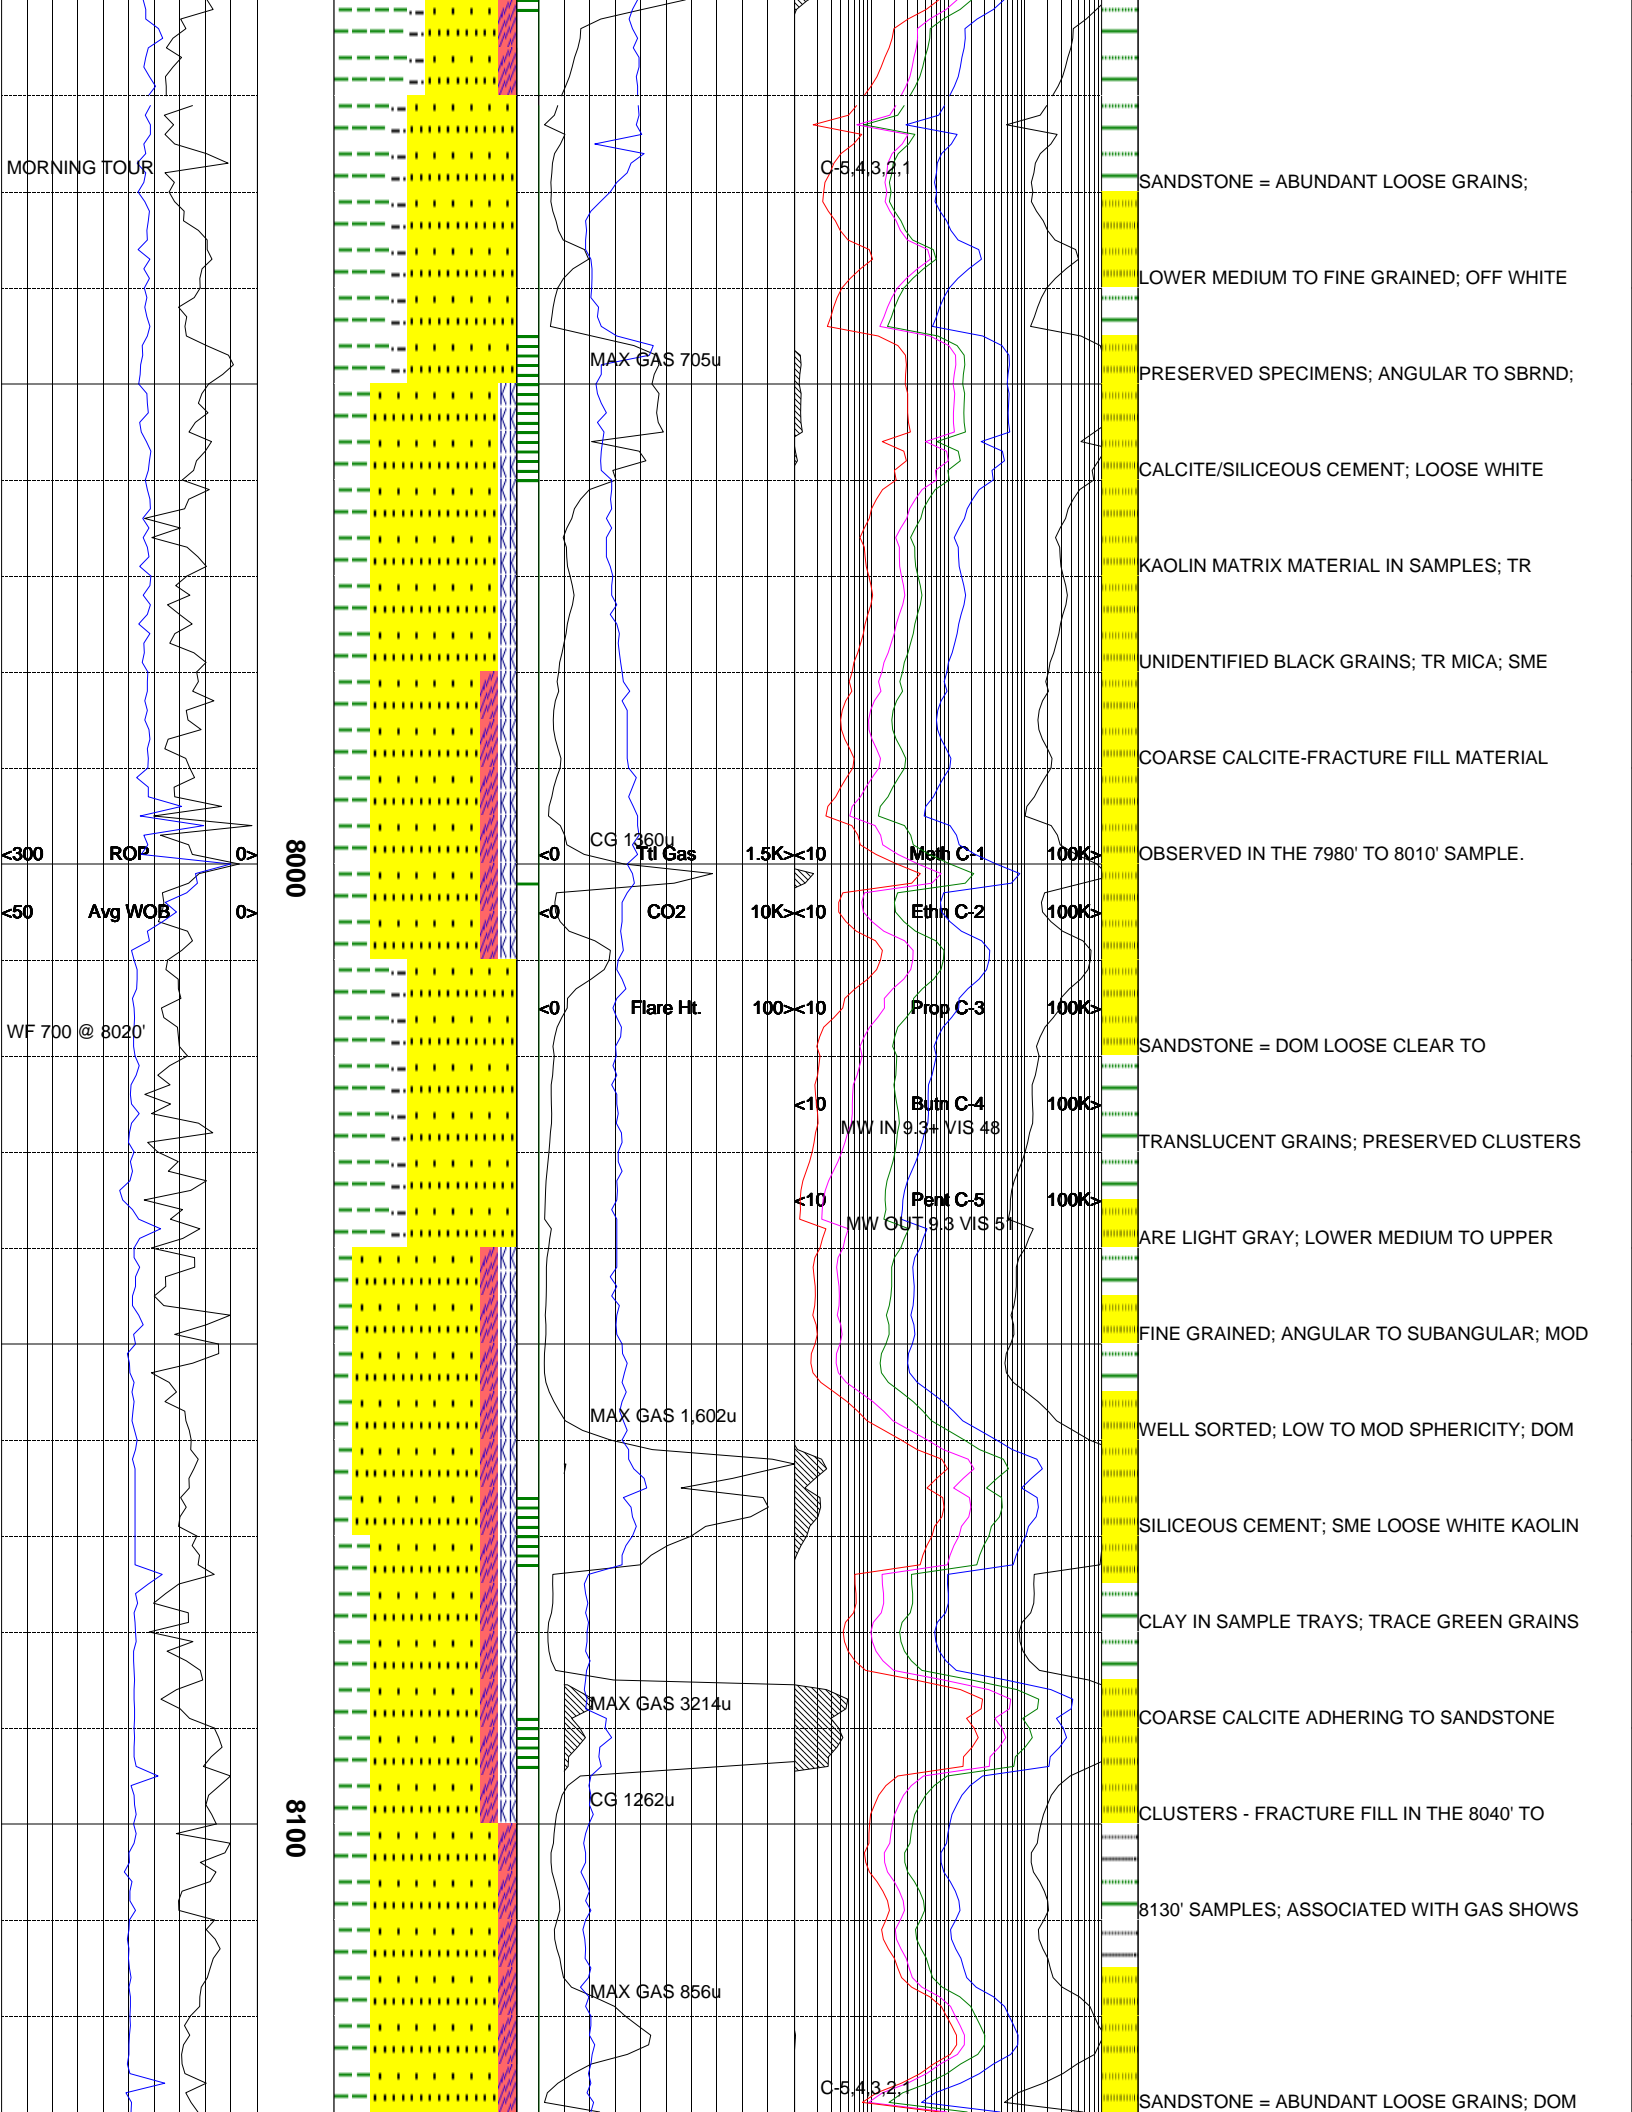 MORNING TOUR
C-5,4,3,2,1
SANDSTONE = ABUNDANT LOOSE GRAINS;
LOWER MEDIUM TO FINE GRAINED; OFF WHITE
MAX GAS 705u
PRESERVED SPECIMENS; ANGULAR TO SBRND;
CALCITE/SILICEOUS CEMENT; LOOSE WHITE
KAOLIN MATRIX MATERIAL IN SAMPLES; TR
UNIDENTIFIED BLACK GRAINS; TR MICA; SME
COARSE CALCITE-FRACTURE FILL MATERIAL
CG 1360u
<300 ROP 0> 8000 <0 Ttl Gas 1.5K> <10 Meth C-1 100K> OBSERVED IN THE 7980' TO 8010' SAMPLE.
<50 Avg WOB 0> <0 CO2 10K> <10 Ethn C-2 100K>
<0 Flare Ht. 100> <10 Prop C-3 100K>
WF 700 @ 8020'
SANDSTONE = DOM LOOSE CLEAR TO
<10 Butn C-4 100K>
MW IN 9.3+ VIS 48
TRANSLUCENT GRAINS; PRESERVED CLUSTERS
<10 Pent C-5 100K>
MW OUT 9.3 VIS 51
ARE LIGHT GRAY; LOWER MEDIUM TO UPPER
FINE GRAINED; ANGULAR TO SUBANGULAR; MOD
MAX GAS 1,602u
WELL SORTED; LOW TO MOD SPHERICITY; DOM
SILICEOUS CEMENT; SME LOOSE WHITE KAOLIN
CLAY IN SAMPLE TRAYS; TRACE GREEN GRAINS
MAX GAS 3214u
COARSE CALCITE ADHERING TO SANDSTONE
CG 1262u
8100
CLUSTERS - FRACTURE FILL IN THE 8040' TO
8130' SAMPLES; ASSOCIATED WITH GAS SHOWS
MAX GAS 856u
C-5,4,3,2,1
SANDSTONE = ABUNDANT LOOSE GRAINS; DOM